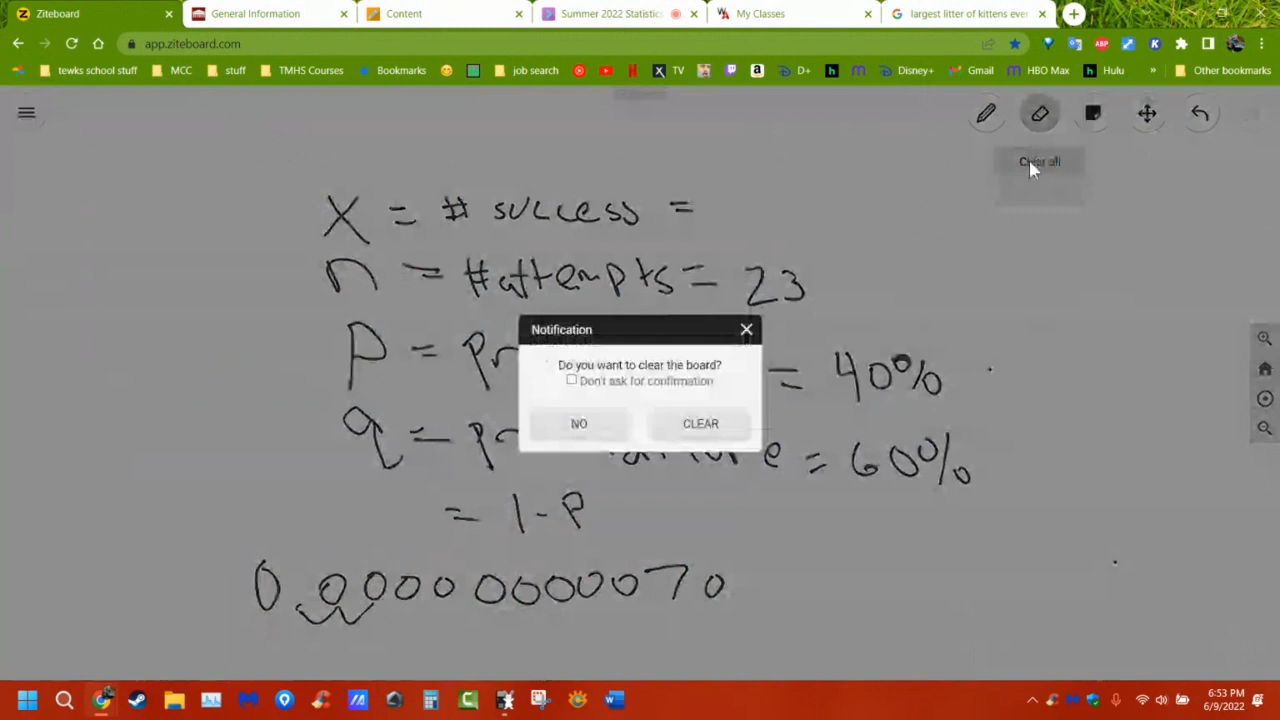 Ziteboard
General Information
Content
Summer 2022 Statistics
My Classes
largest litter of kittens eve
app.ziteboard.com
tewks school stuff
MCC
stuff
TMHS Courses
Bookmarks
job search
TV
D+
Disney+
Gmail
HBO Max
Hulu
»
Other bookmarks
Clear all
X = # success =
n = #attempts = 23
Notification
P = pr
Do you want to clear the board?
Don't ask for confirmation
= 40%
NO
CLEAR
q = pr
e = 60%
= 1-P
0.000000000070
6:53 PM
6/9/2022